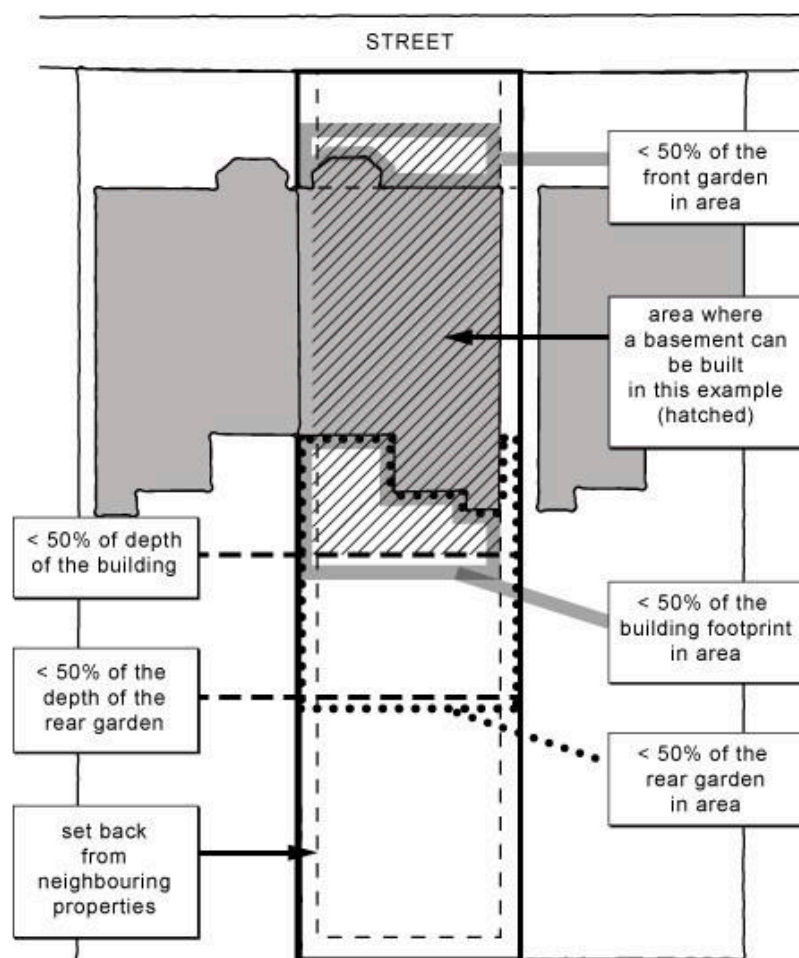 STREET
< 50% of the
front garden
in area
area where
a basement can
be built
in this example
(hatched)
< 50% of depth
of the building
< 50% of the
building footprint
in area
< 50% of the
depth of the
rear garden
< 50% of the
rear garden
in area
set back
from
neighbouring
properties